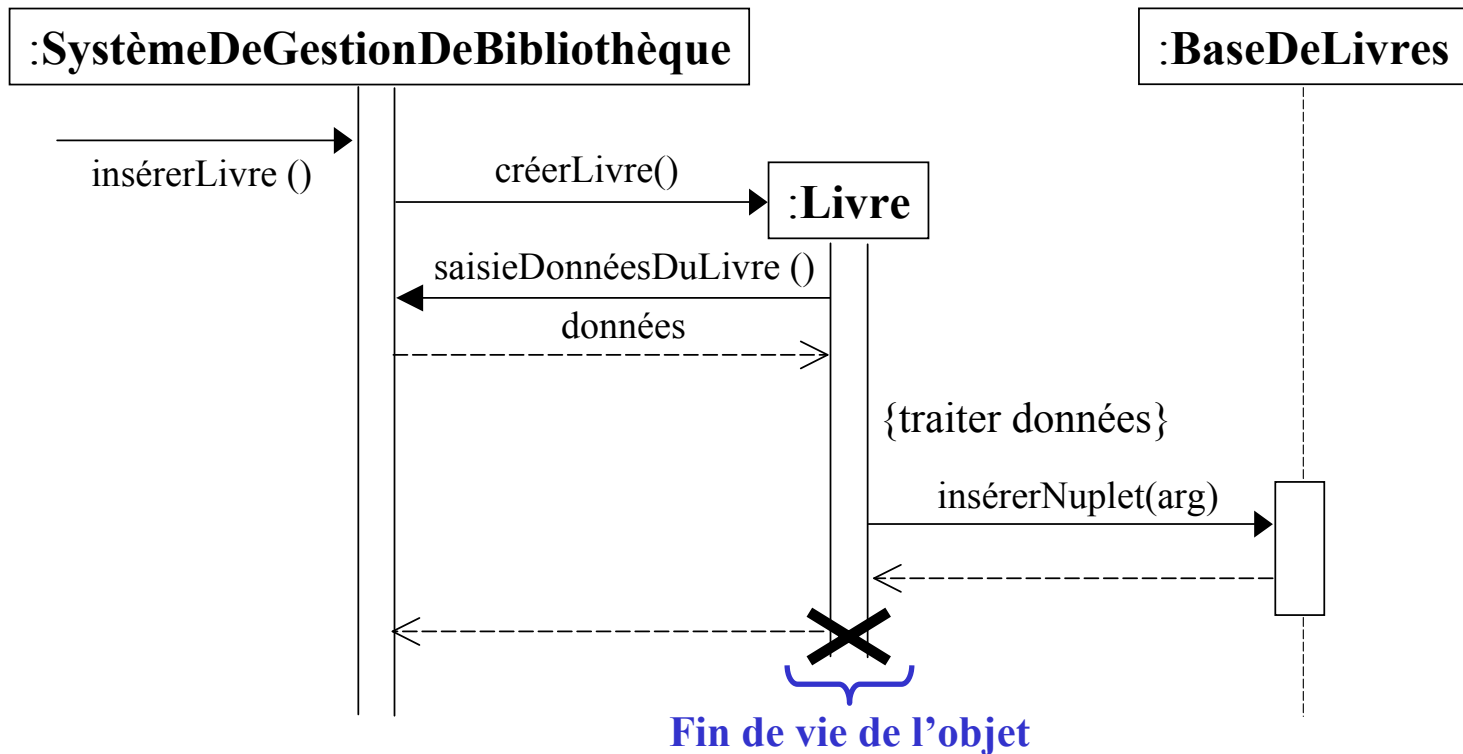 :SystèmeDeGestionDeBibliothèque
:BaseDeLivres
insérerLivre ()
créerLivre()
:Livre
saisieDonnéesDuLivre ()
données
{traiter données}
insérerNuplet(arg)
Fin de vie de l’objet